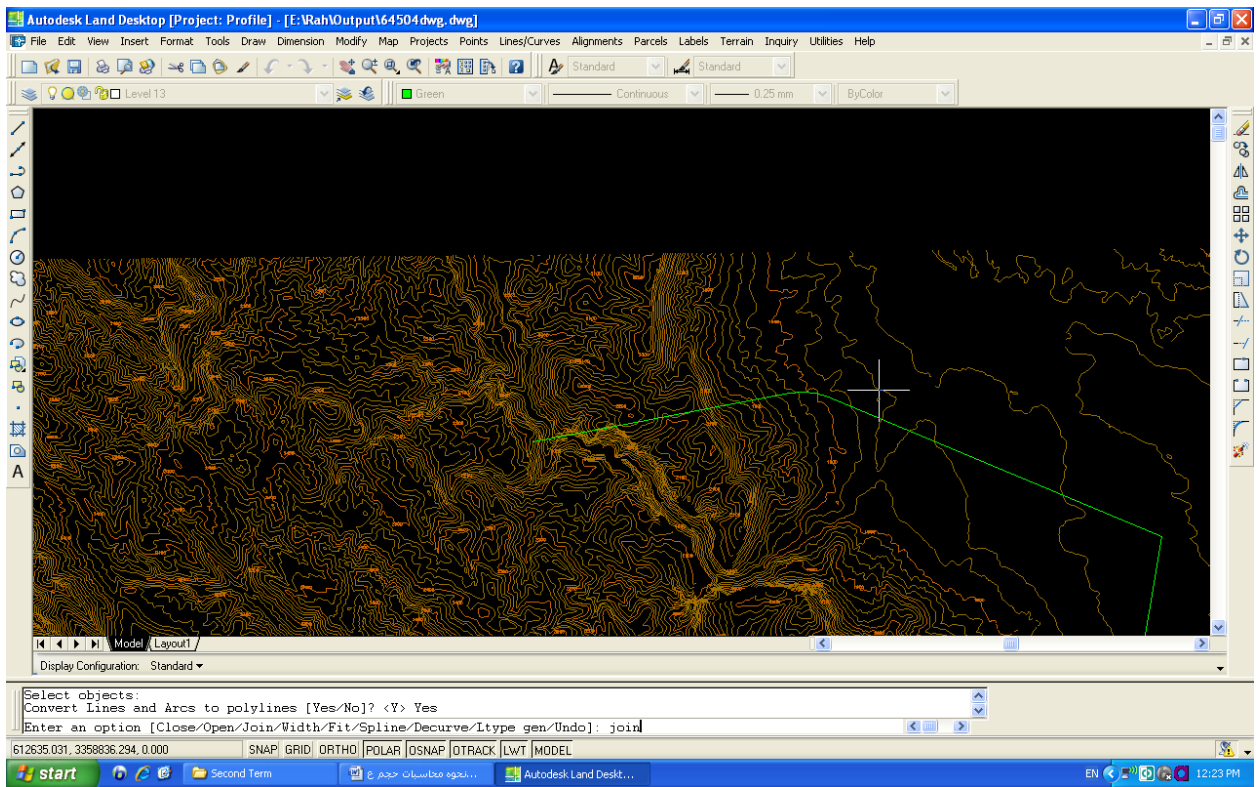 Autodesk Land Desktop [Project: Profile] - [E:\Rah\Output\64504dwg.dwg]
File Edit View Insert Format Tools Draw Dimension Modify Map Projects Points Lines/Curves Alignments Parcels Labels Terrain Inquiry Utilities Help
Standard Standard
Level 13 Green Continuous 0.25 mm ByColor
Model Layout1
Display Configuration: Standard
Select objects:
Convert Lines and Arcs to polylines [Yes/No]? <Y> Yes
Enter an option [Close/Open/Join/Width/Fit/Spline/Decurve/Ltype gen/Undo]: join
612635.031, 3358836.294, 0.000 SNAP GRID ORTHO POLAR OSNAP OTRACK LWT MODEL
start Second Term نحوه محاسبات حجم ع... Autodesk Land Deskt... EN 12:23 PM